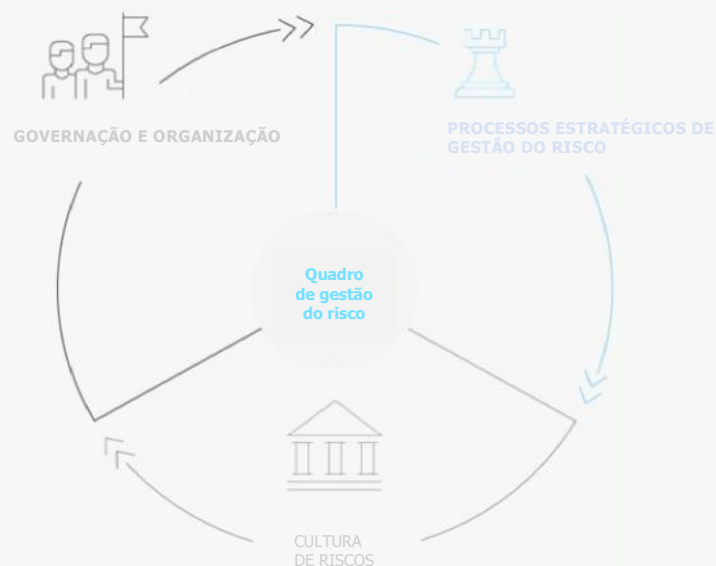 GOVERNAÇÃO E ORGANIZAÇÃO
PROCESSOS ESTRATÉGICOS DE
GESTÃO DO RISCO
Quadro
de gestão
do risco
CULTURA
DE RISCOS